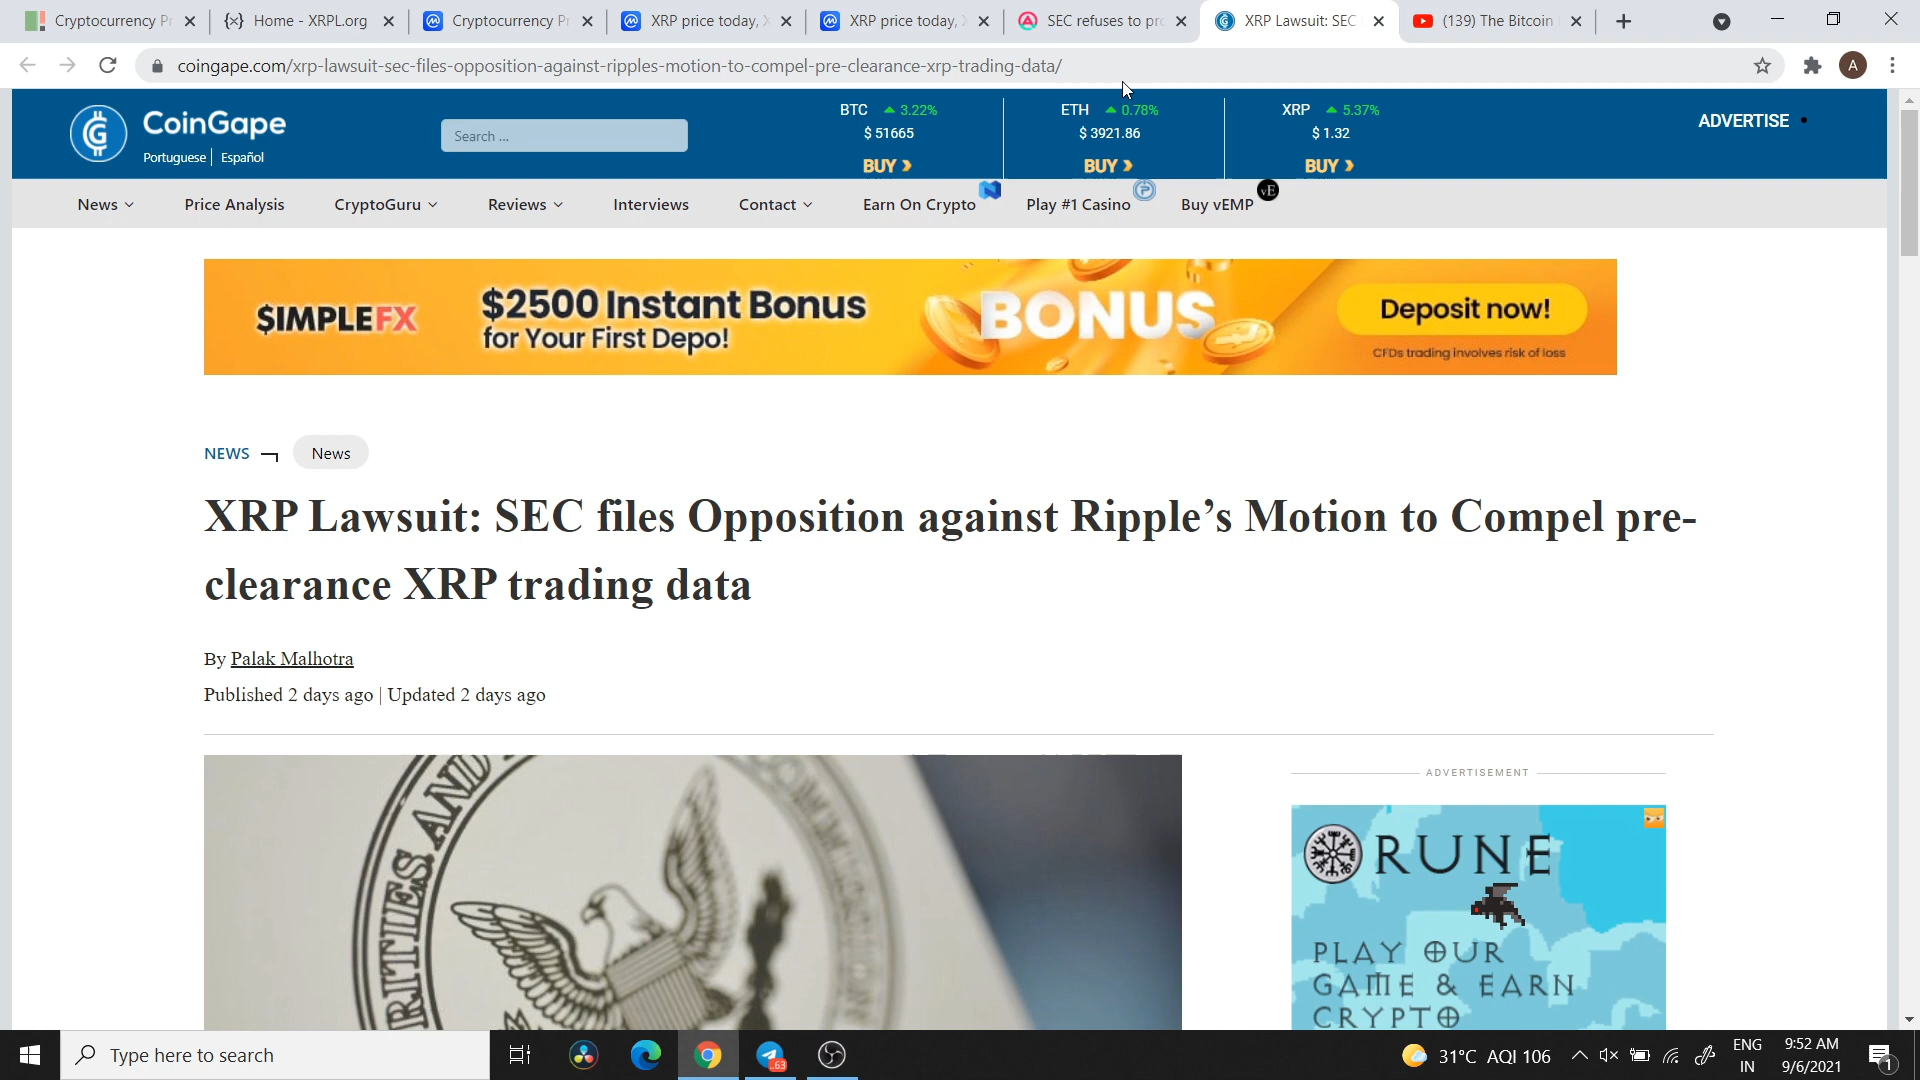 Cryptocurrency Pr
Home - XRPL.org
Cryptocurrency Pr
XRP price today, X
XRP price today, X
SEC refuses to pro
XRP Lawsuit: SEC
(139) The Bitcoin
coingape.com/xrp-lawsuit-sec-files-opposition-against-ripples-motion-to-compel-pre-clearance-xrp-trading-data/
A
CoinGape
Portuguese | Español
Search ...
BTC 3.22%
$ 51665
BUY
ETH 0.78%
$ 3921.86
BUY
XRP 5.37%
$ 1.32
BUY
ADVERTISE
News
Price Analysis
CryptoGuru
Reviews
Interviews
Contact
Earn On Crypto
Play #1 Casino
Buy vEMP
vE
$IMPLEFX
$2500 Instant Bonus
for Your First Depo!
BONUS
Deposit now!
CFDs trading involves risk of loss
NEWS
News
XRP Lawsuit: SEC files Opposition against Ripple’s Motion to Compel pre-
clearance XRP trading data
By Palak Malhotra
Published 2 days ago | Updated 2 days ago
RITIES AND
ADVERTISEMENT
RUNE
PLAY OUR
GAME & EARN
CRYPTO
Type here to search
63
31°C AQI 106
ENG
IN
9:52 AM
9/6/2021
1